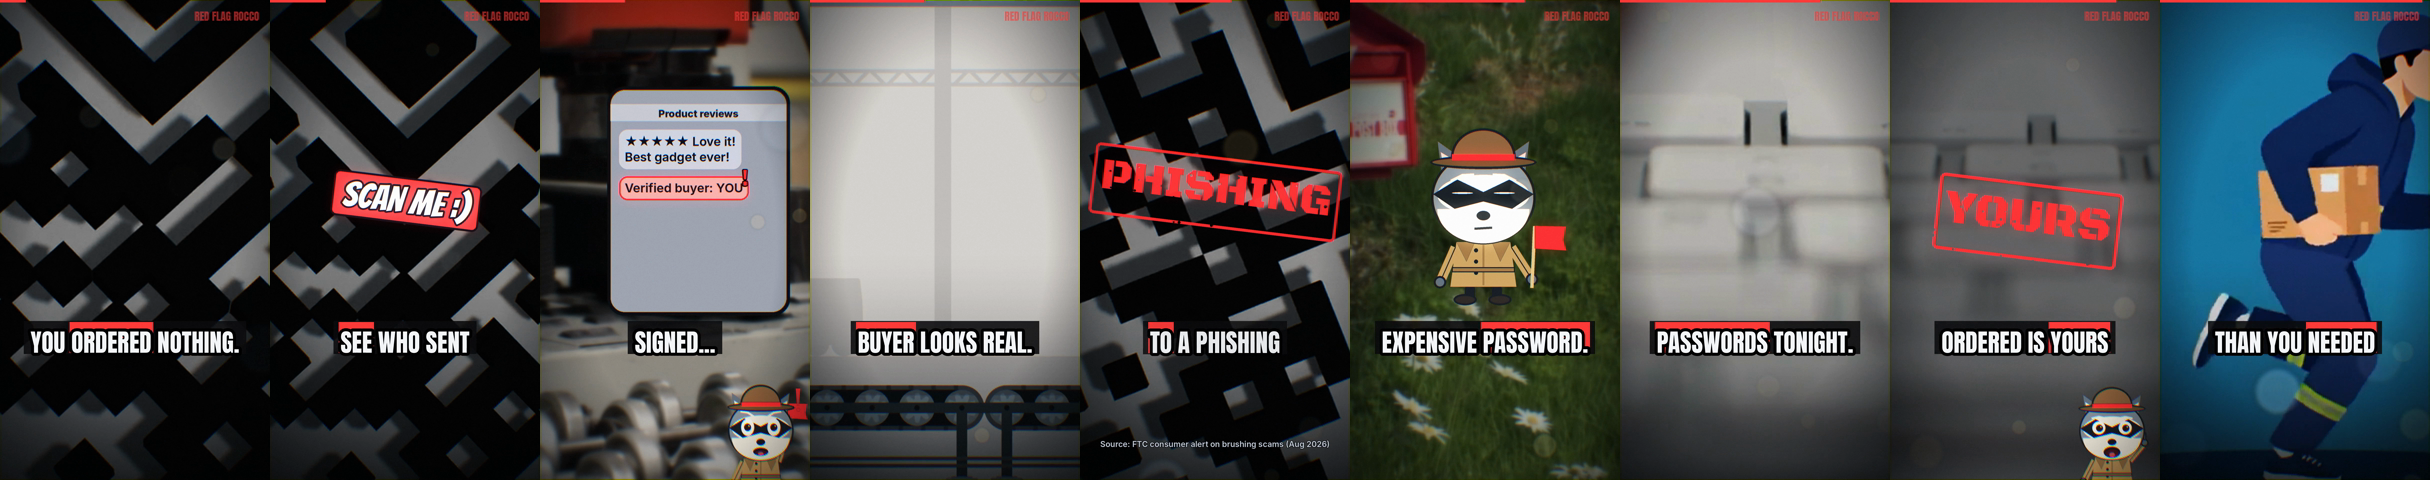 RED FLAG ROCCO
YOU ORDERED NOTHING.
RED FLAG ROCCO
SCAN ME :)
SEE WHO SENT
RED FLAG ROCCO
Product reviews
★★★★★ Love it!
Best gadget ever!
Verified buyer: YOU
!
SIGNED...
RED FLAG ROCCO
BUYER LOOKS REAL.
RED FLAG ROCCO
PHISHING
TO A PHISHING
Source: FTC consumer alert on brushing scams (Aug 2026)
RED FLAG ROCCO
POST BOX
EXPENSIVE PASSWORD.
RED FLAG ROCCO
PASSWORDS TONIGHT.
RED FLAG ROCCO
YOURS
ORDERED IS YOURS
RED FLAG ROCCO
THAN YOU NEEDED